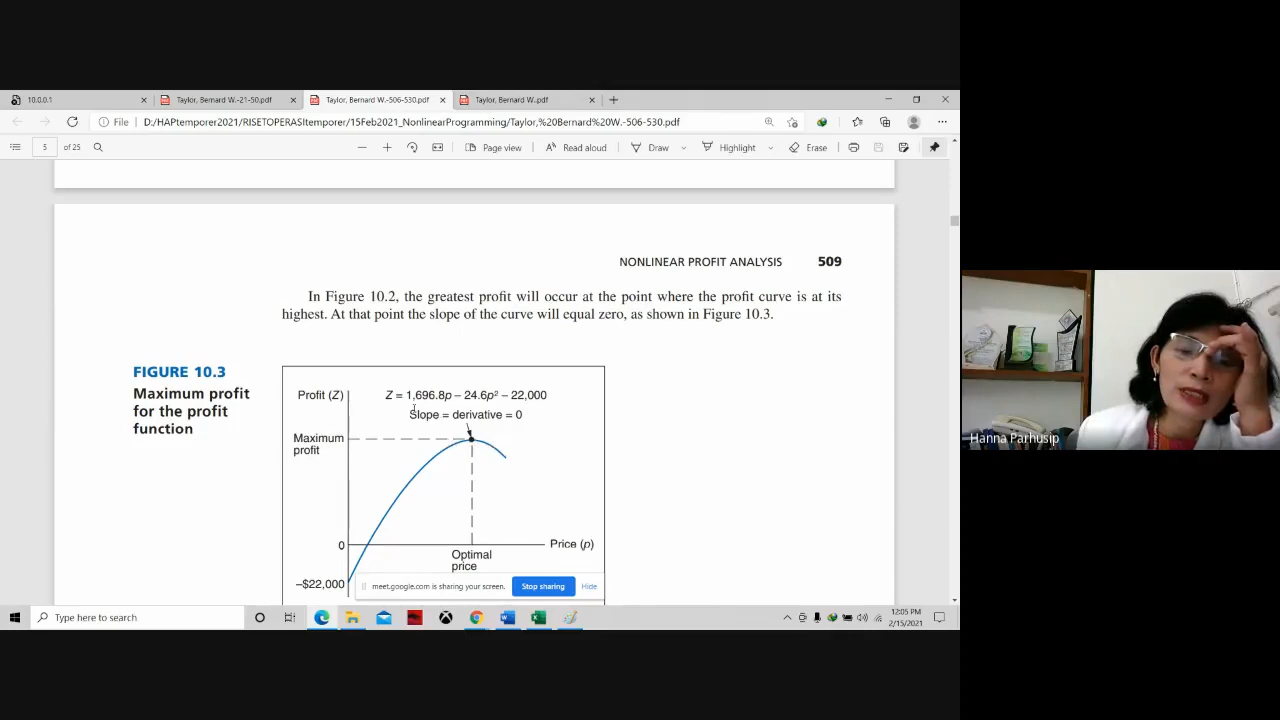 10.0.0.1
Taylor, Bernard W.-21-50.pdf
Taylor, Bernard W.-506-530.pdf
Taylor, Bernard W..pdf
File
D:/HAPtemporer2021/RISETOPERASItemporer/15Feb2021_NonlinearProgramming/Taylor,%20Bernard%20W.-506-530.pdf
5 of 25
Page view
Read aloud
Draw
Highlight
Erase
NONLINEAR PROFIT ANALYSIS 509
In Figure 10.2, the greatest profit will occur at the point where the profit curve is at its
highest. At that point the slope of the curve will equal zero, as shown in Figure 10.3.
FIGURE 10.3
Maximum profit
for the profit
function
Profit (Z)
Z = 1,696.8p – 24.6p² – 22,000
Slope = derivative = 0
Maximum
profit
0
Price (p)
Optimal
price
–$22,000
meet.google.com is sharing your screen.
Stop sharing
Hide
Type here to search
12:05 PM
2/15/2021
Hanna Parhusip